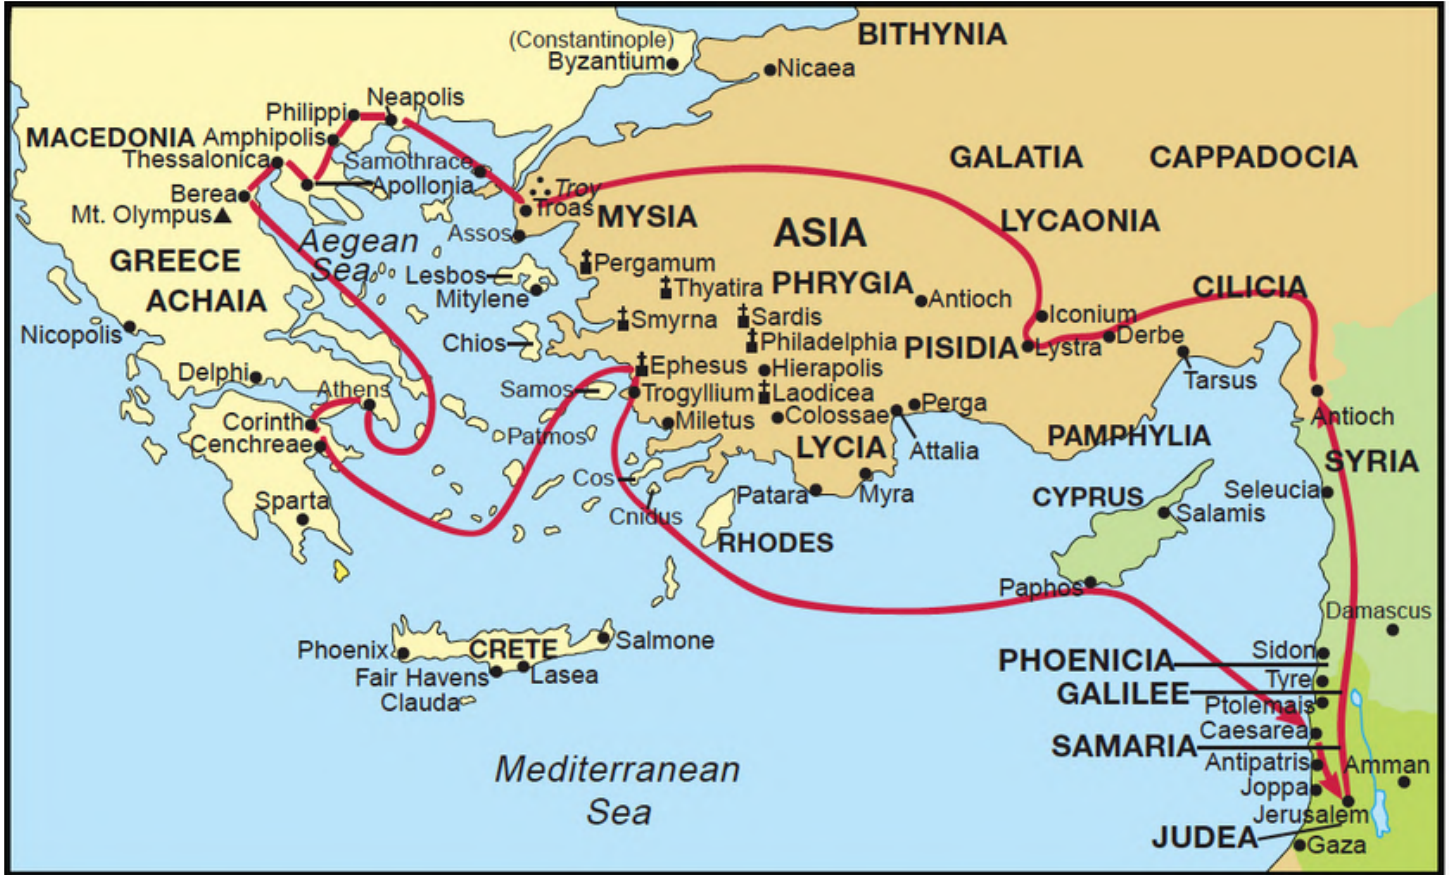 (Constantinople)
Byzantium
BITHYNIA
Nicaea
Neapolis
Philippi
MACEDONIA
Amphipolis
Thessalonica
Samothrace
Apollonia
Berea
Mt. Olympus
Troy
Troas
MYSIA
GALATIA
CAPPADOCIA
LYCAONIA
ASIA
Aegean
Sea
Assos
GREECE
ACHAIA
Lesbos
Mitylene
Pergamum
Thyatira
PHRYGIA
Antioch
CILICIA
Nicopolis
Chios
Smyrna
Sardis
Philadelphia
PISIDIA
Iconium
Lystra
Derbe
Tarsus
Delphi
Athens
Corinth
Cenchreae
Samos
Ephesus
Trogyllium
Hierapolis
Laodicea
Colossae
Miletus
Patmos
Perga
Attalia
LYCIA
PAMPHYLIA
Antioch
SYRIA
Sparta
Cos
Cnidus
Patara
Myra
RHODES
CYPRUS
Salamis
Seleucia
Paphos
Damascus
Phoenix
CRETE
Salmone
Fair Havens
Lasea
Clauda
PHOENICIA
Sidon
Tyre
GALILEE
Ptolemais
Caesarea
SAMARIA
Antipatris
Amman
Joppa
Jerusalem
JUDEA
Gaza
Mediterranean
Sea